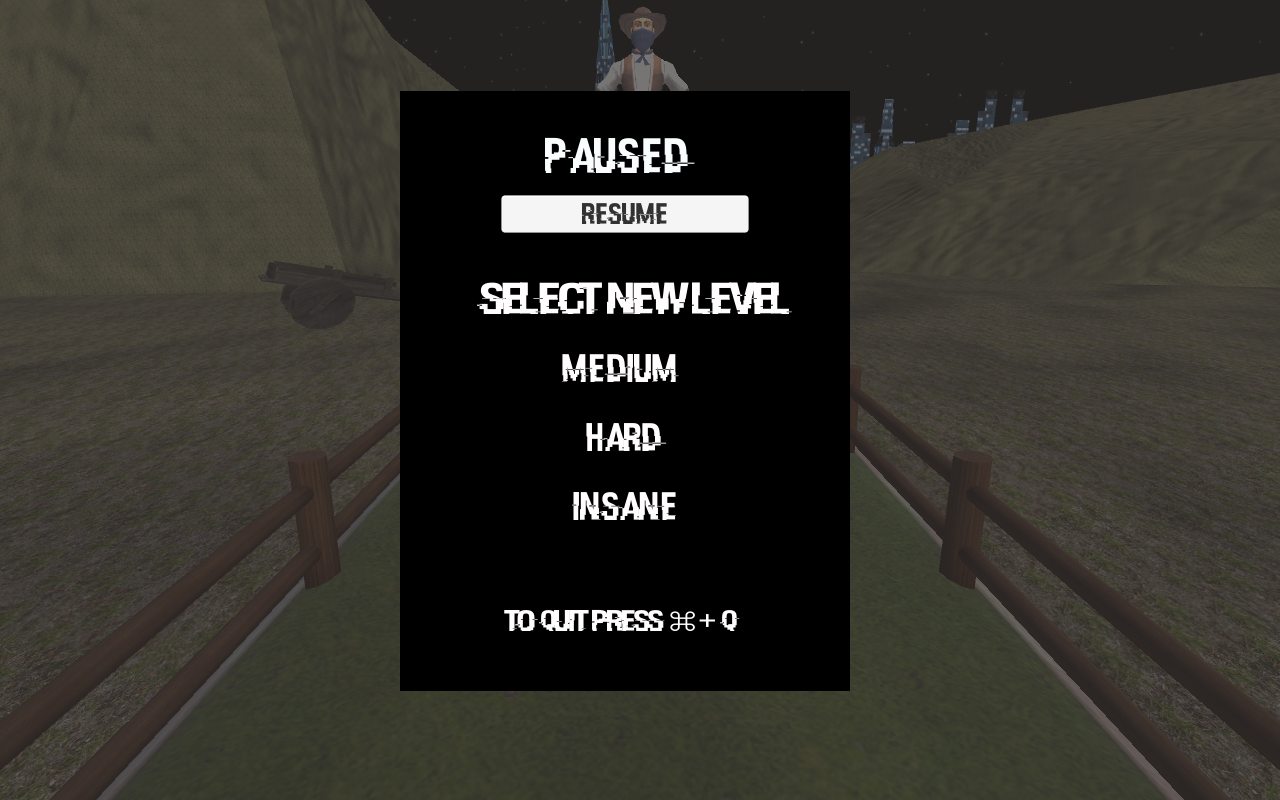 PAUSED
RESUME
SELECT NEW LEVEL
MEDIUM
HARD
INSANE
TO QUIT PRESS ⌘ + Q